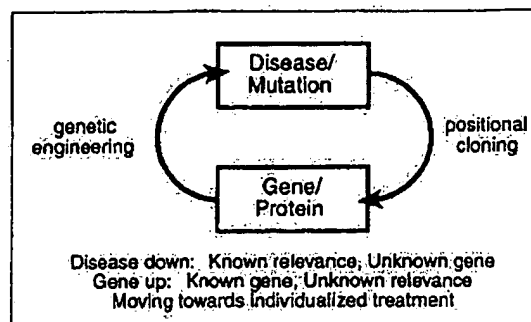 Disease/
Mutation
genetic
engineering
positional
cloning
Gene/
Protein
Disease down: Known relevance, Unknown gene
Gene up: Known gene, Unknown relevance
Moving towards individualized treatment